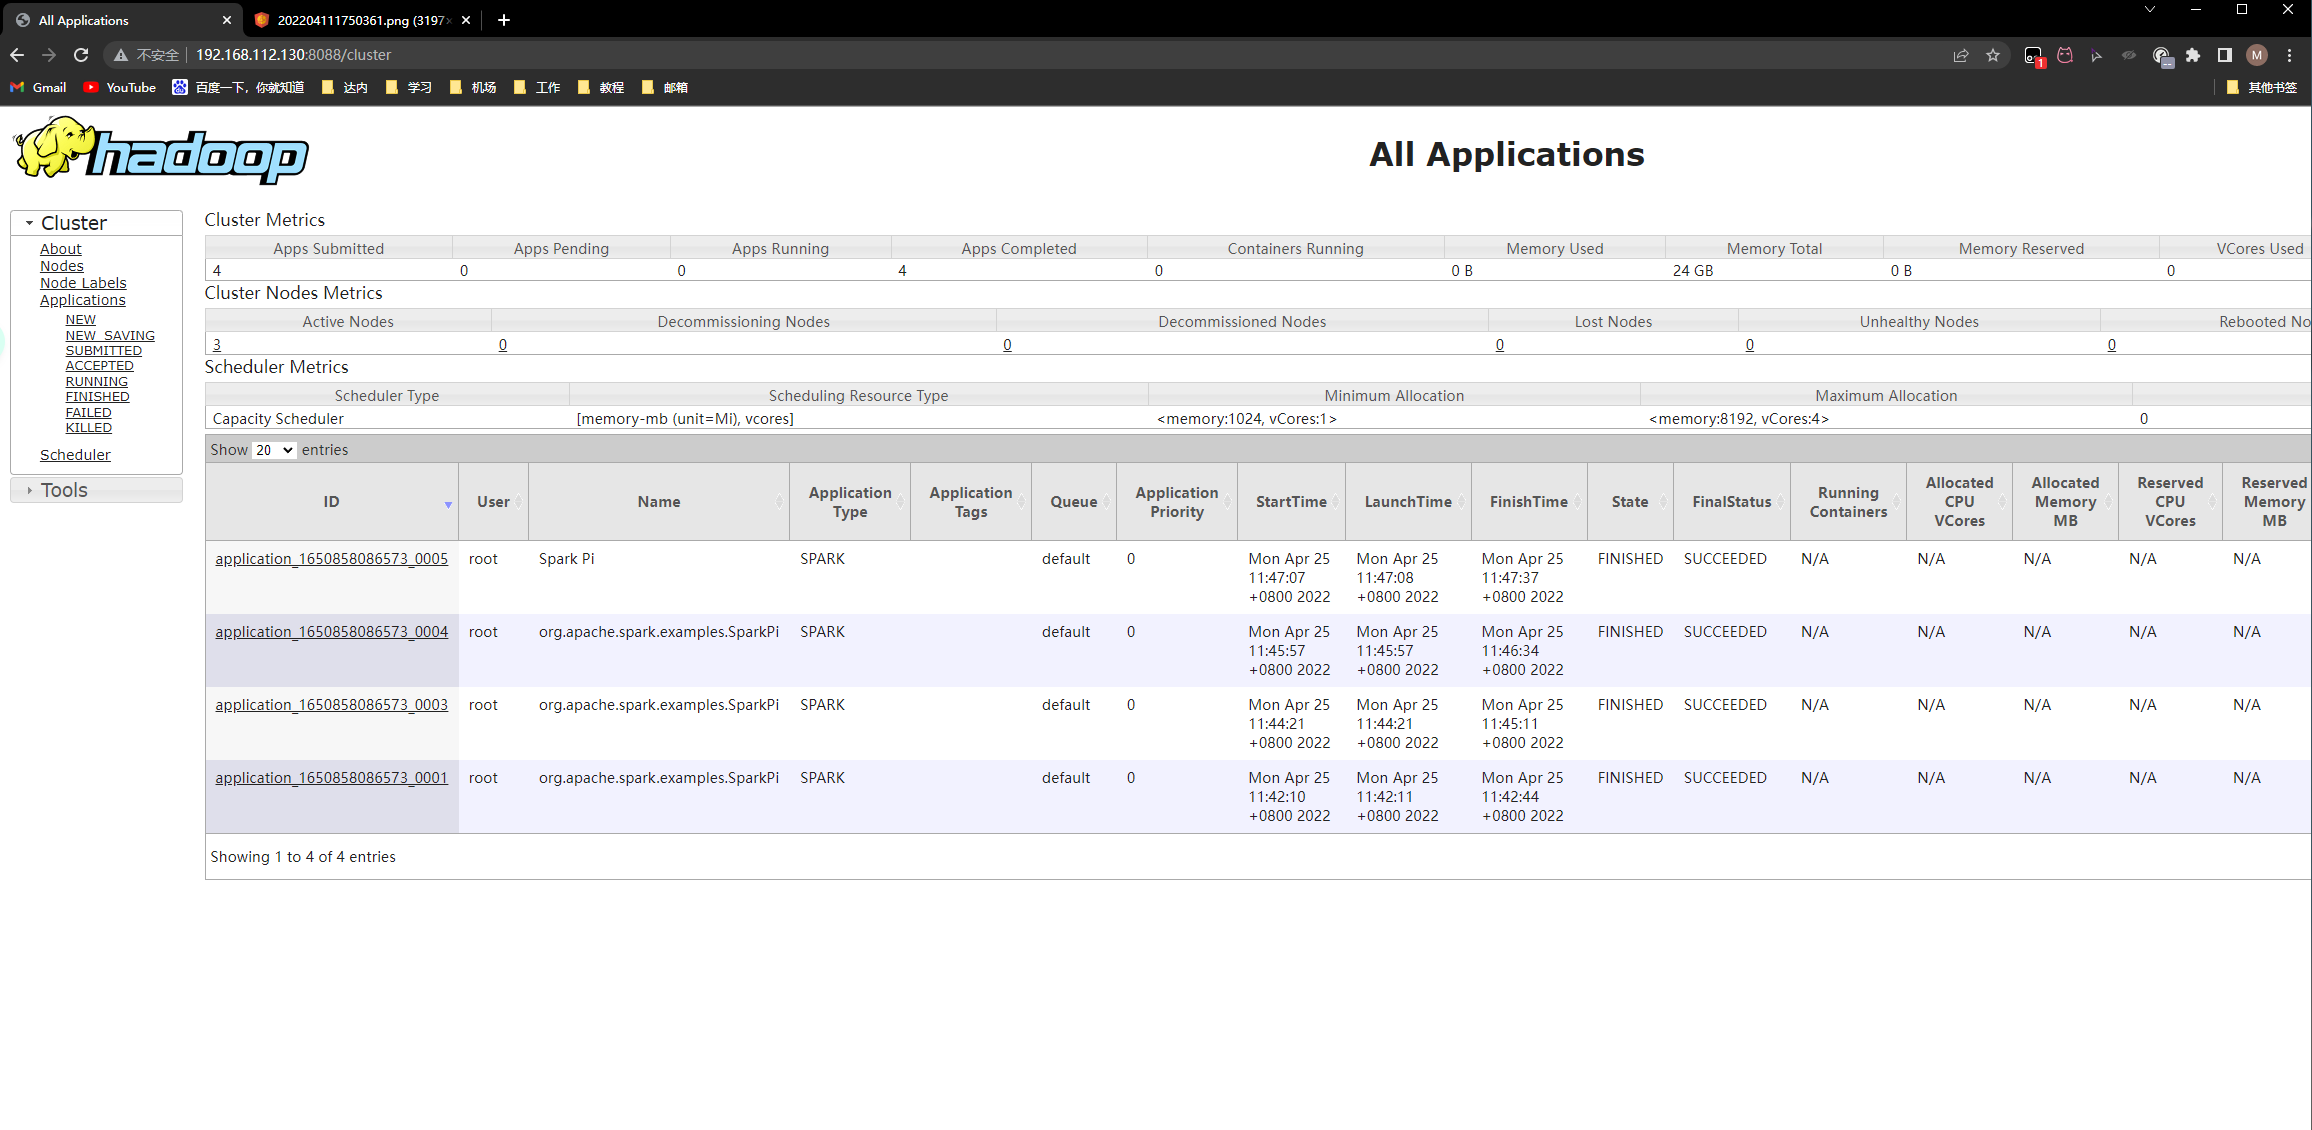 All Applications
202204111750361.png (3197×
不安全 192.168.112.130:8088/cluster
1
M
Gmail YouTube 百度一下，你就知道 达内 学习 机场 工作 教程 邮箱 其他书签
hadoop
All Applications
Cluster
About
Nodes
Node Labels
Applications
NEW
NEW_SAVING
SUBMITTED
ACCEPTED
RUNNING
FINISHED
FAILED
KILLED
Scheduler
Tools
Cluster Metrics
Apps Submitted Apps Pending Apps Running Apps Completed Containers Running Memory Used Memory Total Memory Reserved VCores Used
4 0 0 4 0 0 B 24 GB 0 B 0
Cluster Nodes Metrics
Active Nodes Decommissioning Nodes Decommissioned Nodes Lost Nodes Unhealthy Nodes Rebooted No
3 0 0 0 0 0
Scheduler Metrics
Scheduler Type Scheduling Resource Type Minimum Allocation Maximum Allocation
Capacity Scheduler [memory-mb (unit=Mi), vcores] <memory:1024, vCores:1> <memory:8192, vCores:4> 0
Show 20 entries
ID User Name Application Type Application Tags Queue Application Priority StartTime LaunchTime FinishTime State FinalStatus Running Containers Allocated CPU VCores Allocated Memory MB Reserved CPU VCores Reserved Memory MB
application_1650858086573_0005 root Spark Pi SPARK default 0 Mon Apr 25 11:47:07 +0800 2022 Mon Apr 25 11:47:08 +0800 2022 Mon Apr 25 11:47:37 +0800 2022 FINISHED SUCCEEDED N/A N/A N/A N/A N/A
application_1650858086573_0004 root org.apache.spark.examples.SparkPi SPARK default 0 Mon Apr 25 11:45:57 +0800 2022 Mon Apr 25 11:45:57 +0800 2022 Mon Apr 25 11:46:34 +0800 2022 FINISHED SUCCEEDED N/A N/A N/A N/A N/A
application_1650858086573_0003 root org.apache.spark.examples.SparkPi SPARK default 0 Mon Apr 25 11:44:21 +0800 2022 Mon Apr 25 11:44:21 +0800 2022 Mon Apr 25 11:45:11 +0800 2022 FINISHED SUCCEEDED N/A N/A N/A N/A N/A
application_1650858086573_0001 root org.apache.spark.examples.SparkPi SPARK default 0 Mon Apr 25 11:42:10 +0800 2022 Mon Apr 25 11:42:11 +0800 2022 Mon Apr 25 11:42:44 +0800 2022 FINISHED SUCCEEDED N/A N/A N/A N/A N/A
Showing 1 to 4 of 4 entries